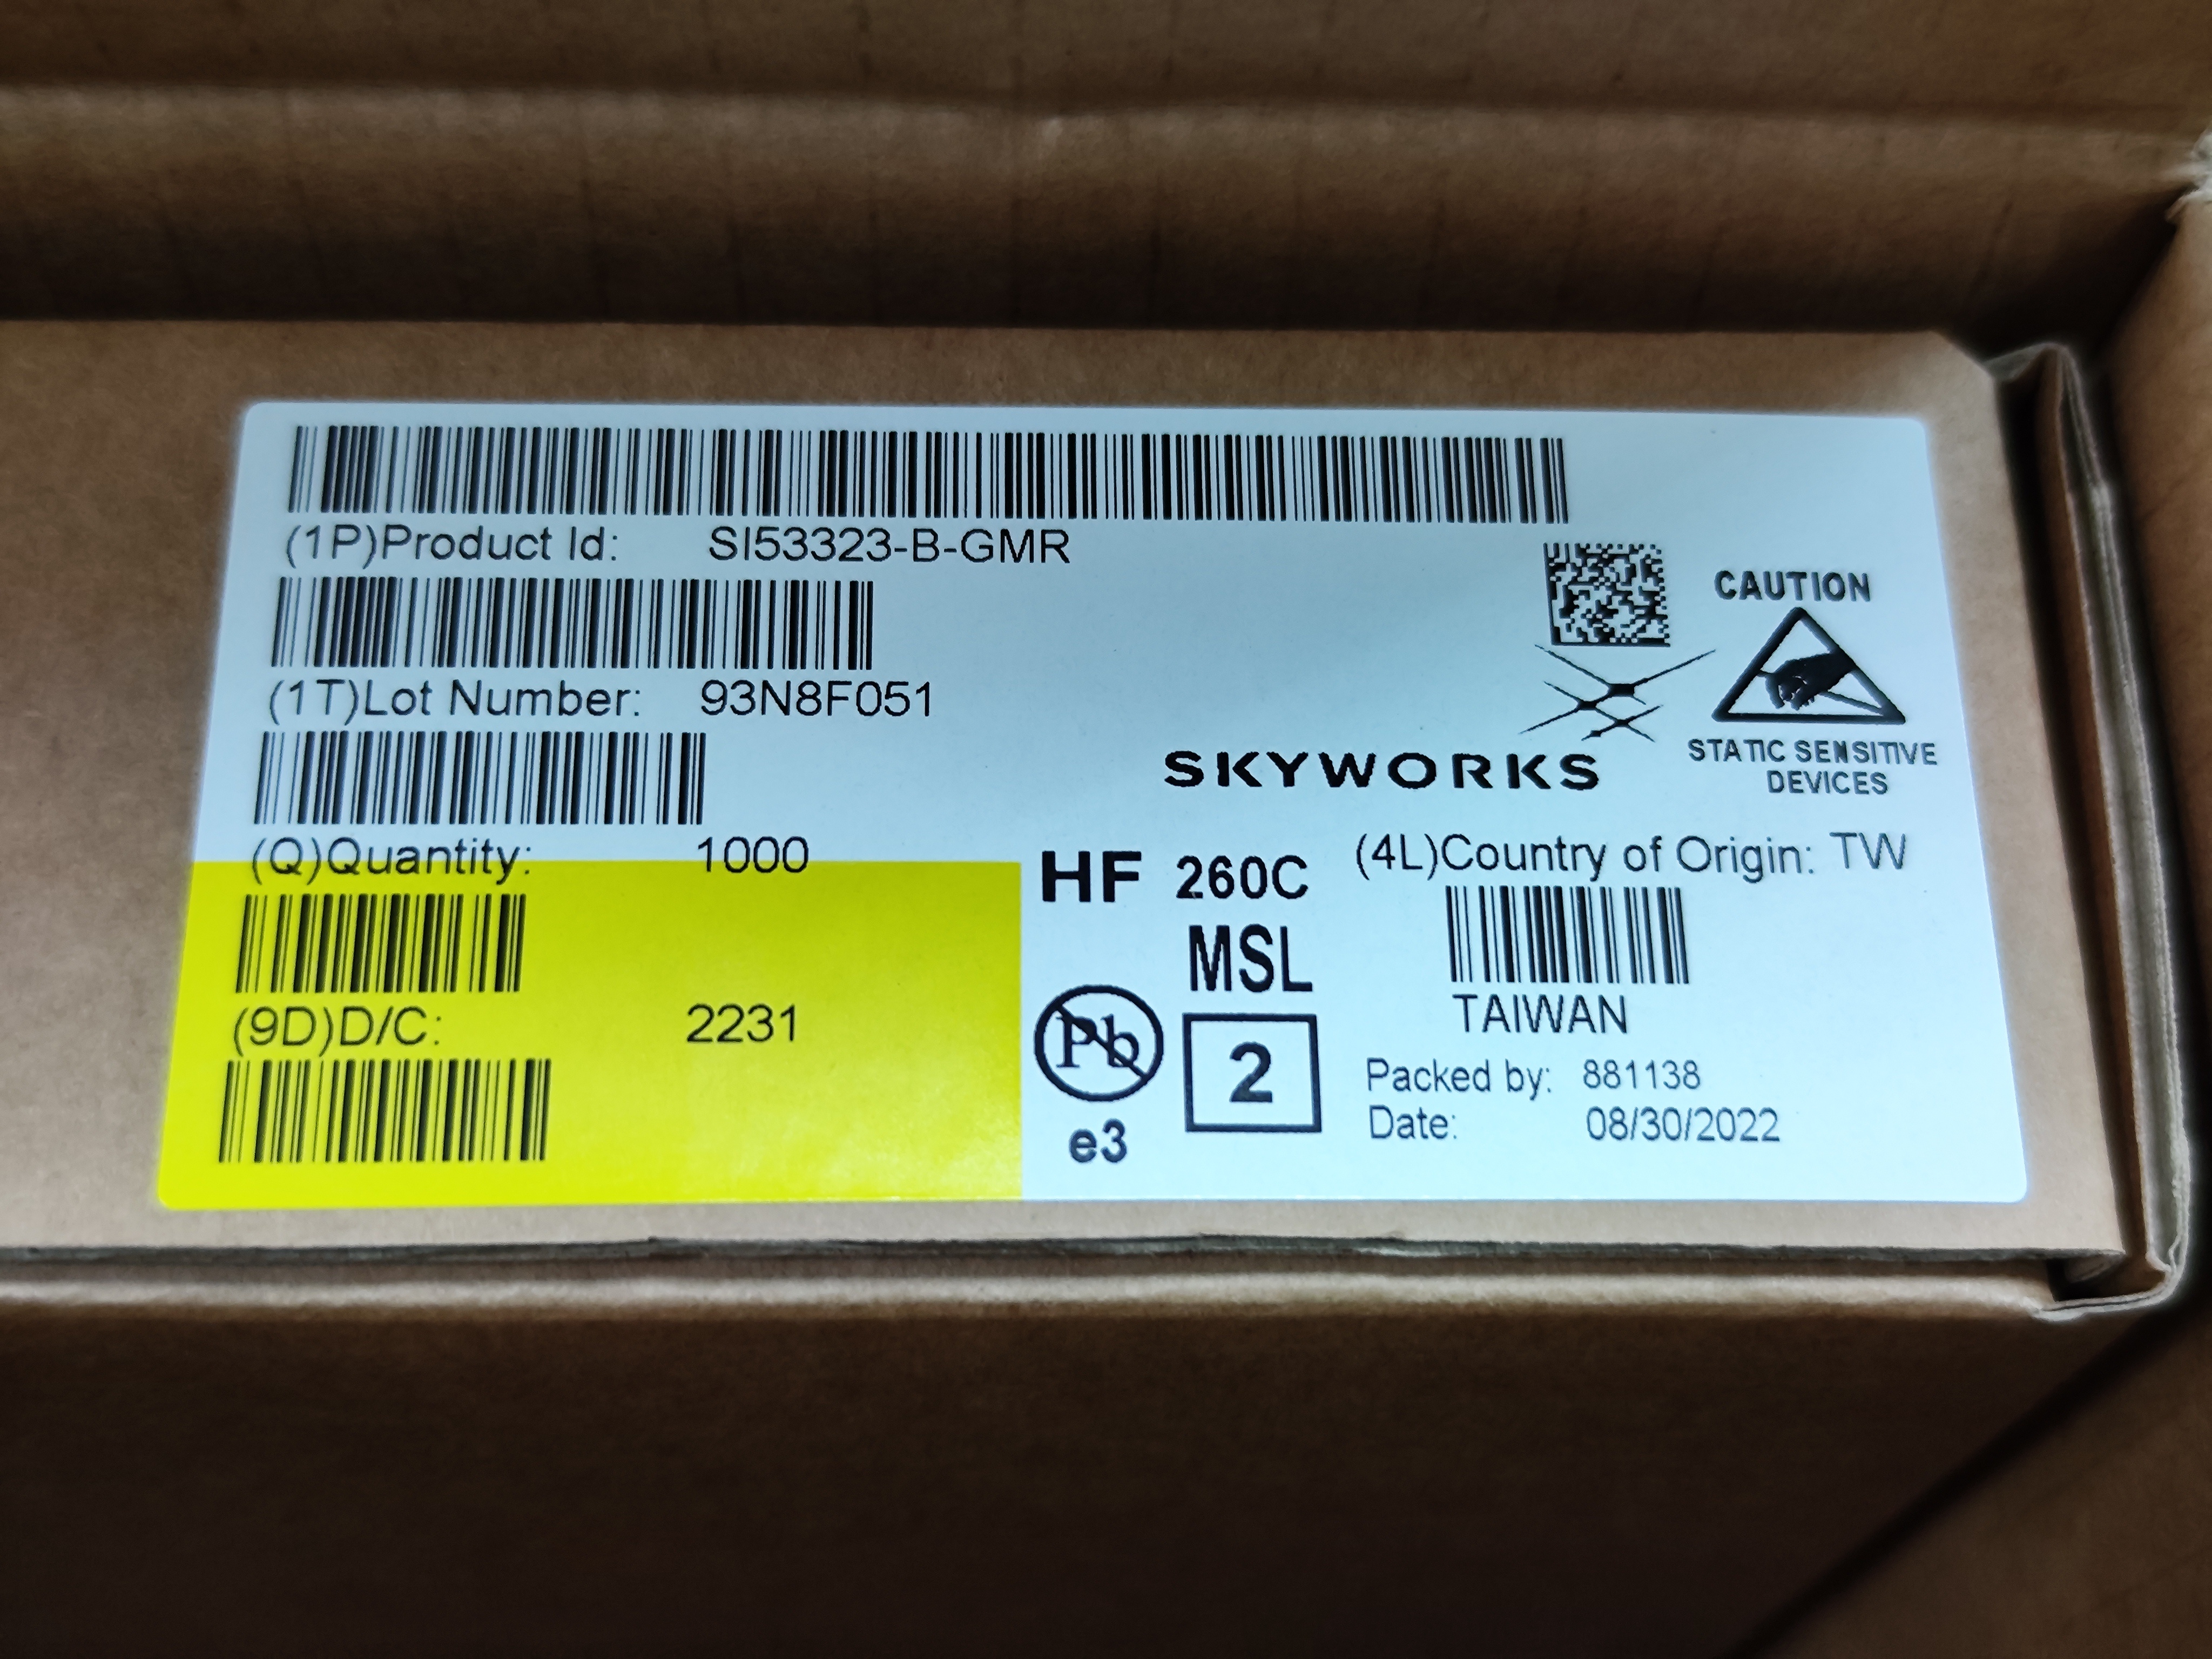 (1P)Product Id: SI53323-B-GMR
(1T)Lot Number: 93N8F051
(Q)Quantity: 1000
(9D)D/C: 2231
CAUTION
STATIC SENSITIVE
DEVICES
SKYWORKS
HF 260C
MSL
2
Pb
e3
(4L)Country of Origin: TW
TAIWAN
Packed by: 881138
Date: 08/30/2022